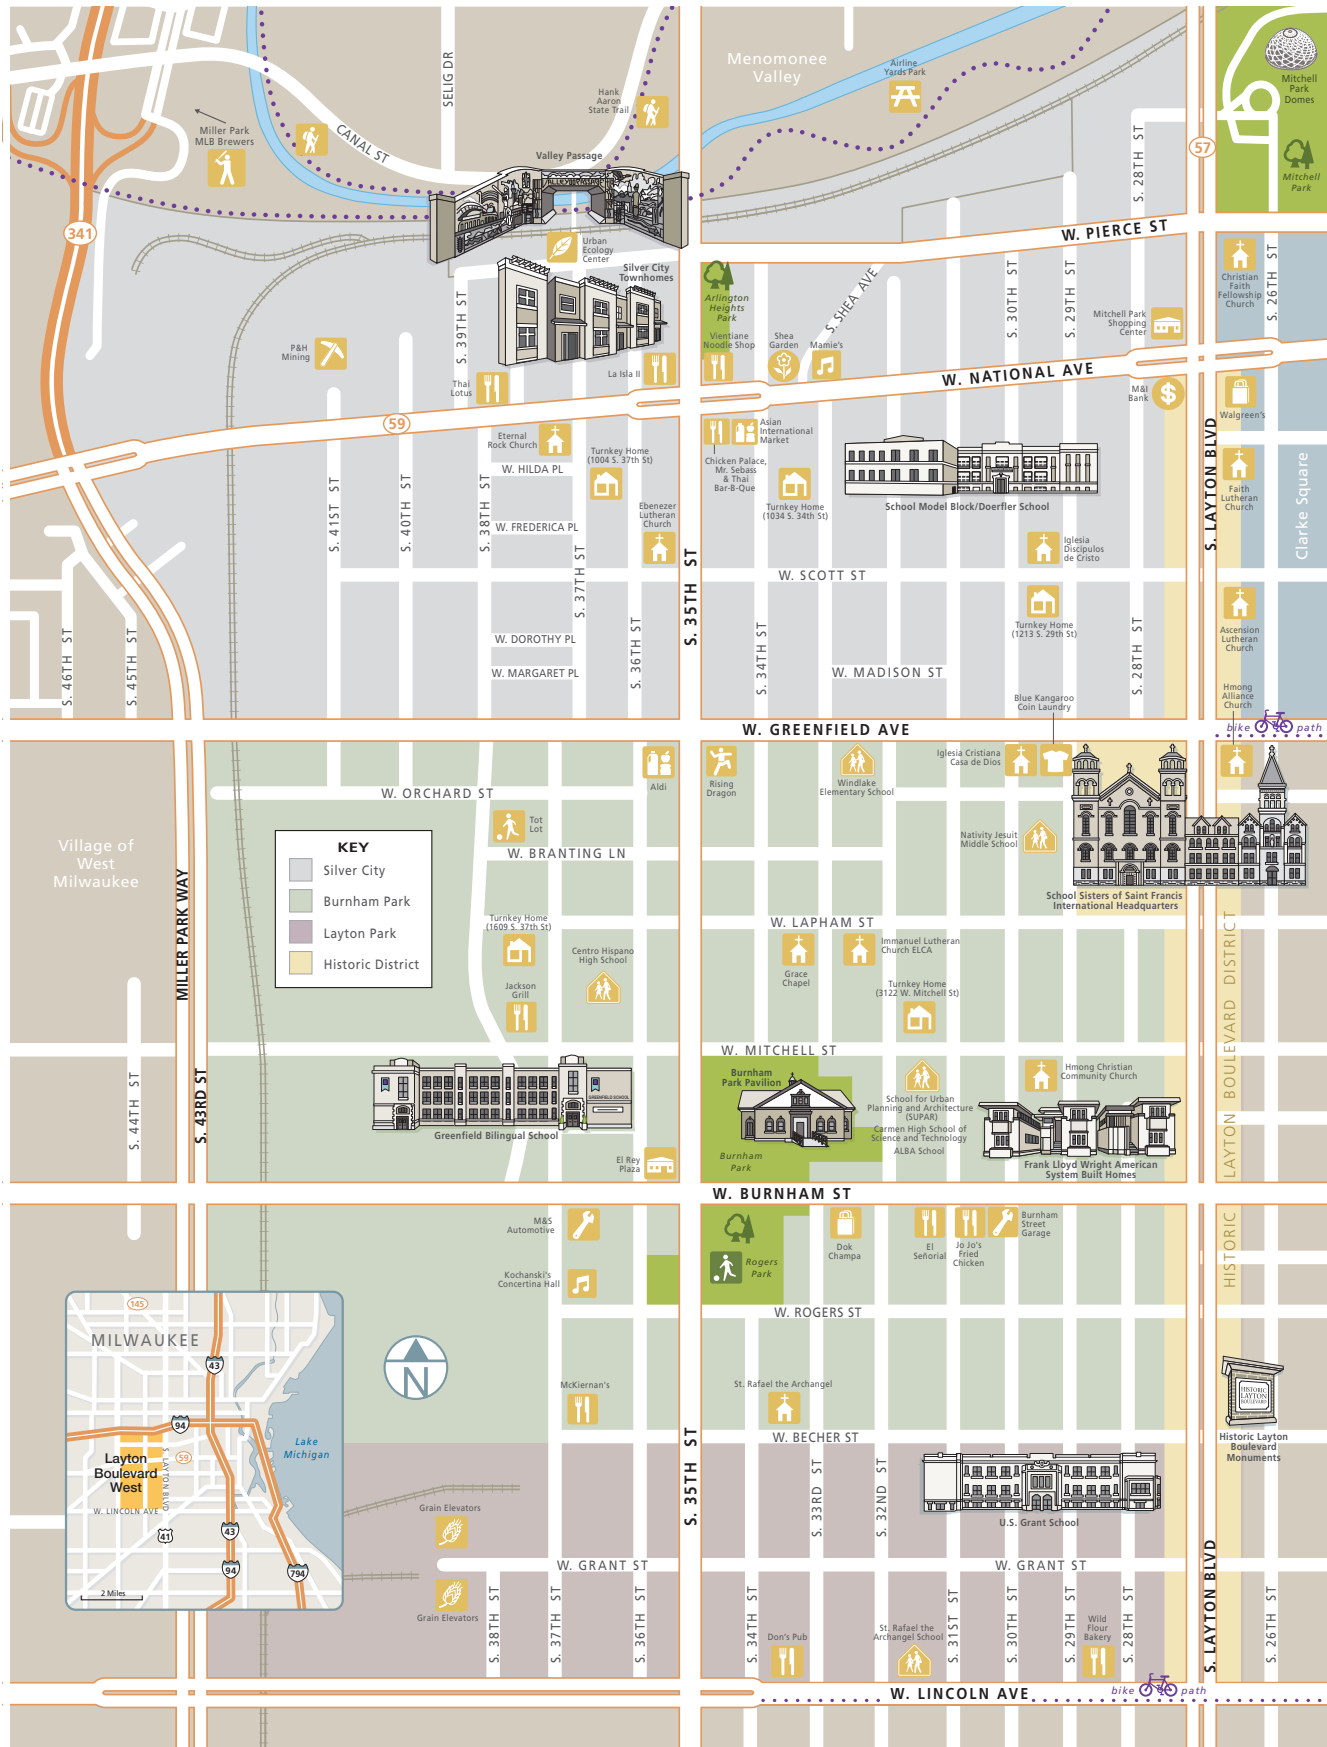 Menomonee
Valley
Airline
Yards Park
SELIG DR
Hank
Aaron
State Trail
Miller Park
MLB Brewers
CANAL ST
Valley Passage
VALLEY PASSAGE
Mitchell
Park
Domes
Mitchell
Park
57
S. 28TH ST
341
Urban
Ecology
Center
Silver City
Townhomes
W. PIERCE ST
Christian
Faith
Fellowship
Church
S. 26TH ST
Arlington
Heights
Park
S. SHEA AVE
S. 30TH ST
S. 29TH ST
S. 39TH ST
Mitchell Park
Shopping
Center
P&H
Mining
Vientiane
Noodle Shop
Shea
Garden
Mamie's
La Isla II
Thai
Lotus
W. NATIONAL AVE
M&I
Bank
Walgreen's
59
Eternal
Rock Church
Turnkey Home
(1004 S. 37th St)
Asian
International
Market
Chicken Palace,
Mr. Sebass
& Thai
Bar-B-Que
W. HILDA PL
Turnkey Home
(1034 S. 34th St)
School Model Block/Doerfler School
S. LAYTON BLVD
Faith
Lutheran
Church
Clarke Square
S. 41ST ST
S. 40TH ST
S. 38TH ST
Ebenezer
Lutheran
Church
W. FREDERICA PL
Iglesia
Discipulos
de Cristo
S. 37TH ST
S. 35TH ST
W. SCOTT ST
Turnkey Home
(1213 S. 29th St)
Ascension
Lutheran
Church
S. 46TH ST
S. 45TH ST
W. DOROTHY PL
S. 36TH ST
S. 34TH ST
S. 28TH ST
W. MARGARET PL
W. MADISON ST
Blue Kangaroo
Coin Laundry
Hmong
Alliance
Church
W. GREENFIELD AVE
bike path
Aldi
Rising
Dragon
Windlake
Elementary School
Iglesia Cristiana
Casa de Dios
W. ORCHARD ST
Tot
Lot
Nativity Jesuit
Middle School
Village of
West
Milwaukee
KEY
Silver City
Burnham Park
Layton Park
Historic District
W. BRANTING LN
MILLER PARK WAY
School Sisters of Saint Francis
International Headquarters
Turnkey Home
(1609 S. 37th St)
W. LAPHAM ST
Centro Hispano
High School
Immanuel Lutheran
Church ELCA
Grace
Chapel
Jackson
Grill
Turnkey Home
(3122 W. Mitchell St)
HISTORIC LAYTON BOULEVARD DISTRICT
W. MITCHELL ST
S. 44TH ST
S. 43RD ST
GREENFIELD SCHOOL
Greenfield Bilingual School
Burnham
Park Pavilion
Hmong Christian
Community Church
School for Urban
Planning and Architecture
(SUPAR)
Carmen High School of
Science and Technology
ALBA School
Burnham
Park
El Rey
Plaza
Frank Lloyd Wright American
System Built Homes
W. BURNHAM ST
M&S
Automotive
Dok
Champa
El
Señorial
Jo Jo's
Fried
Chicken
Burnham
Street
Garage
Kochanski's
Concertina Hall
Rogers
Park
W. ROGERS ST
145
MILWAUKEE
43
94
59
Lake
Michigan
Layton
Boulevard
West
S. LAYTON BLVD
W. LINCOLN AVE
41
43
94
794
2 Miles
N
McKiernan's
St. Rafael the Archangel
HISTORIC
LAYTON
BOULEVARD
Historic Layton
Boulevard
Monuments
W. BECHER ST
S. 35TH ST
S. 33RD ST
S. 32ND ST
U.S. Grant School
Grain Elevators
W. GRANT ST
W. GRANT ST
Grain Elevators
S. 38TH ST
S. 37TH ST
S. 36TH ST
S. 34TH ST
Don's Pub
St. Rafael the
Archangel School
S. 31ST ST
S. 30TH ST
S. 29TH ST
Wild
Flour
Bakery
S. 28TH ST
S. LAYTON BLVD
S. 26TH ST
W. LINCOLN AVE
bike path